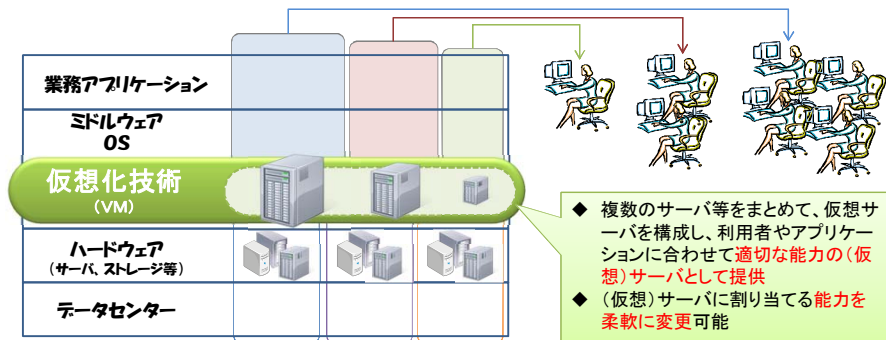 業務アプリケーション
ミドルウェア
OS
仮想化技術
(VM)
ハードウェア
(サーバ、ストレージ等)
データセンター
◆ 複数のサーバ等をまとめて、仮想サ
ーバを構成し、利用者やアプリケー
ションに合わせて適切な能力の(仮
想)サーバとして提供
◆ (仮想)サーバに割り当てる能力を
柔軟に変更可能